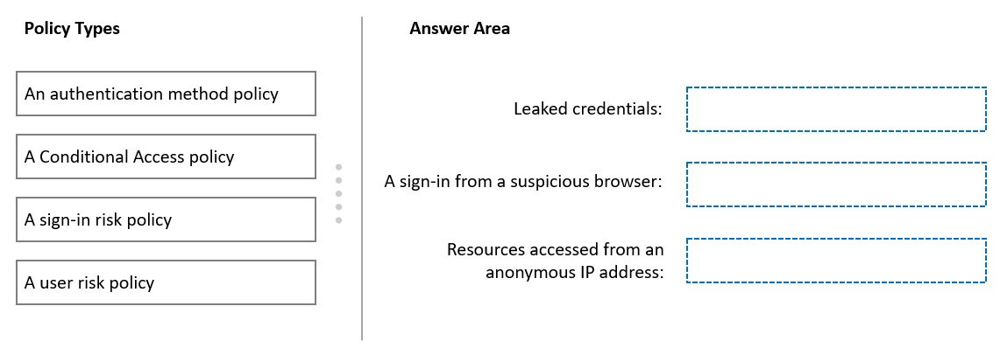 Policy Types
An authentication method policy
A Conditional Access policy
A sign-in risk policy
A user risk policy
Answer Area
Leaked credentials:
A sign-in from a suspicious browser:
Resources accessed from an
anonymous IP address: